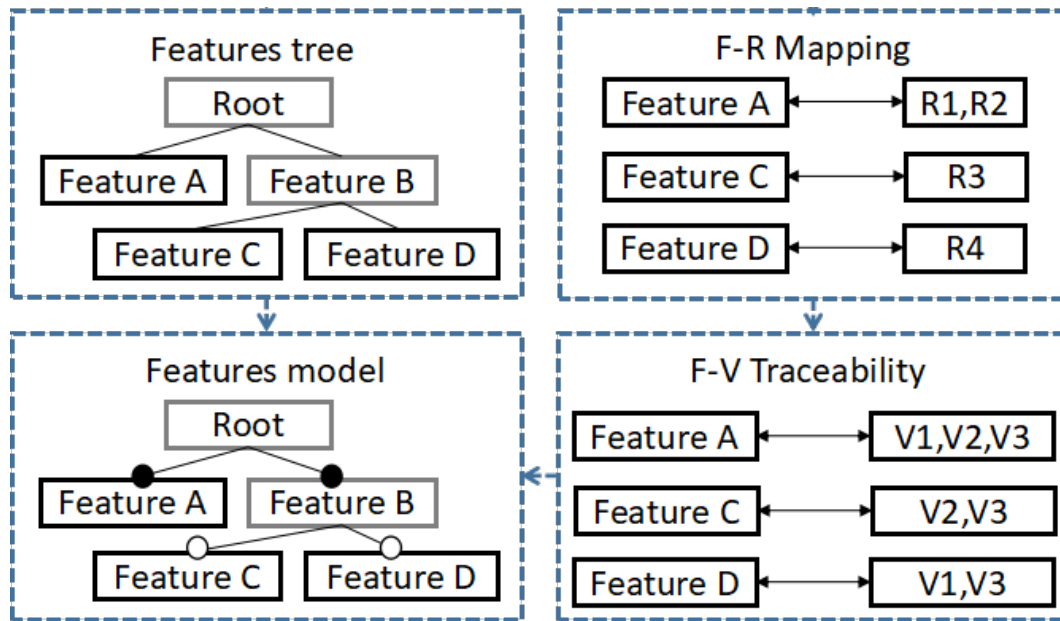 Features tree
Root
Feature A
Feature B
Feature C
Feature D
F-R Mapping
Feature A
R1,R2
Feature C
R3
Feature D
R4
Features model
Root
Feature A
Feature B
Feature C
Feature D
F-V Traceability
Feature A
V1,V2,V3
Feature C
V2,V3
Feature D
V1,V3